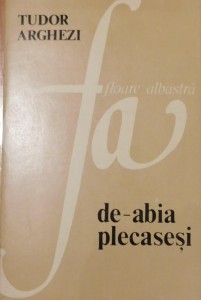 TUDOR
ARGHEZI
fa
floare albastră
de-abia
plecaseși